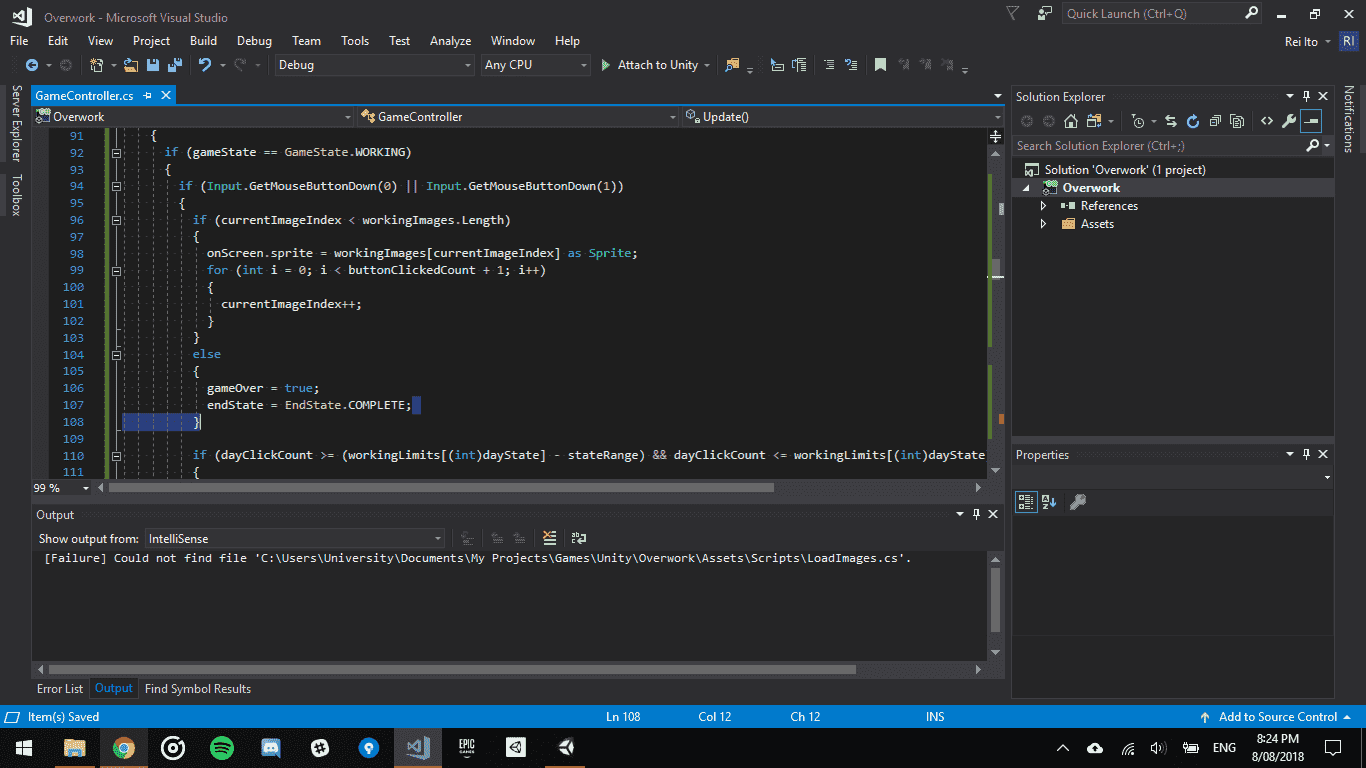 Overwork - Microsoft Visual Studio
Quick Launch (Ctrl+Q)
File Edit View Project Build Debug Team Tools Test Analyze Window Help
Rei Ito RI
Debug Any CPU Attach to Unity
Server Explorer
Toolbox
GameController.cs
Overwork GameController Update()
91 {
92 if (gameState == GameState.WORKING)
93 {
94 if (Input.GetMouseButtonDown(0) || Input.GetMouseButtonDown(1))
95 {
96 if (currentImageIndex < workingImages.Length)
97 {
98 onScreen.sprite = workingImages[currentImageIndex] as Sprite;
99 for (int i = 0; i < buttonClickedCount + 1; i++)
100 {
101 currentImageIndex++;
102 }
103 }
104 else
105 {
106 gameOver = true;
107 endState = EndState.COMPLETE;
108 }
109
110 if (dayClickCount >= (workingLimits[(int)dayState] - stateRange) && dayClickCount <= workingLimits[(int)dayState
111 {
99 %
Output
Show output from: IntelliSense
[Failure] Could not find file 'C:\Users\University\Documents\My Projects\Games\Unity\Overwork\Assets\Scripts\LoadImages.cs'.
Error List Output Find Symbol Results
Solution Explorer
Search Solution Explorer (Ctrl+;)
Solution 'Overwork' (1 project)
Overwork
References
Assets
Properties
Notifications
Item(s) Saved Ln 108 Col 12 Ch 12 INS Add to Source Control
EPIC
GAMES
ENG
8:24 PM
8/08/2018